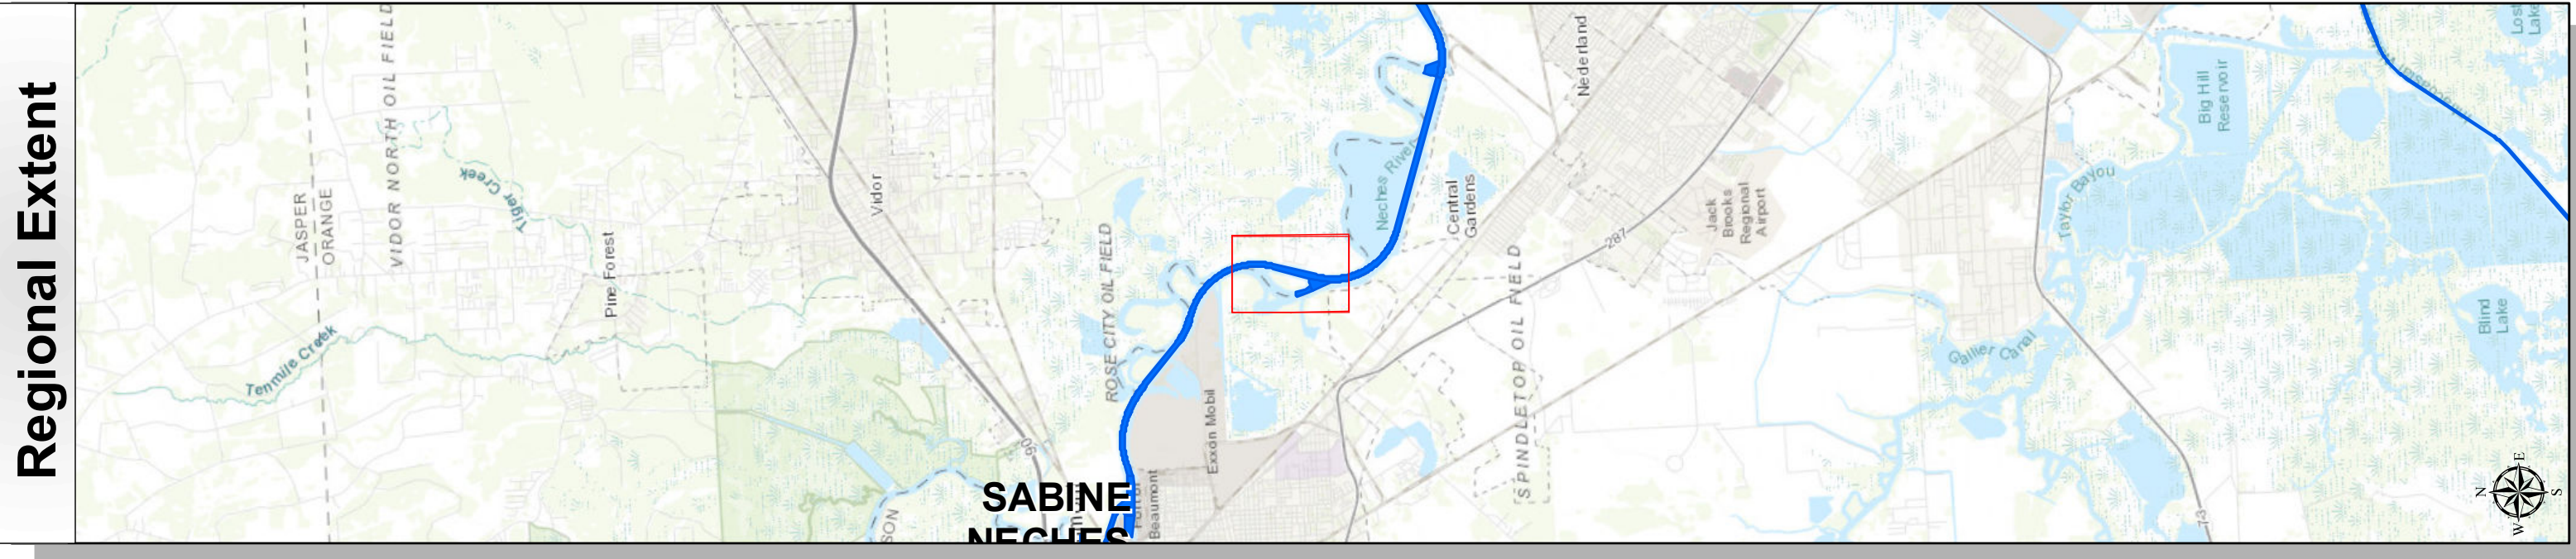 Regional Extent
JASPER
ORANGE
VIDOR NORTH OIL FIELD
Tiger Creek
Tenmile Creek
Pine Forest
Vidor
90
ROSE CITY OIL FIELD
SABINE
NECHES
Beaumont
Exxon Mobil
Neches River
Central
Gardens
Nederland
287
SPINDLETOP OIL FIELD
Jack
Brooks
Regional
Airport
Taylor Bayou
Big Hill
Reservoir
Gallier Canal
73
Blind
Lake
Lost
Lake
N
E
S
W